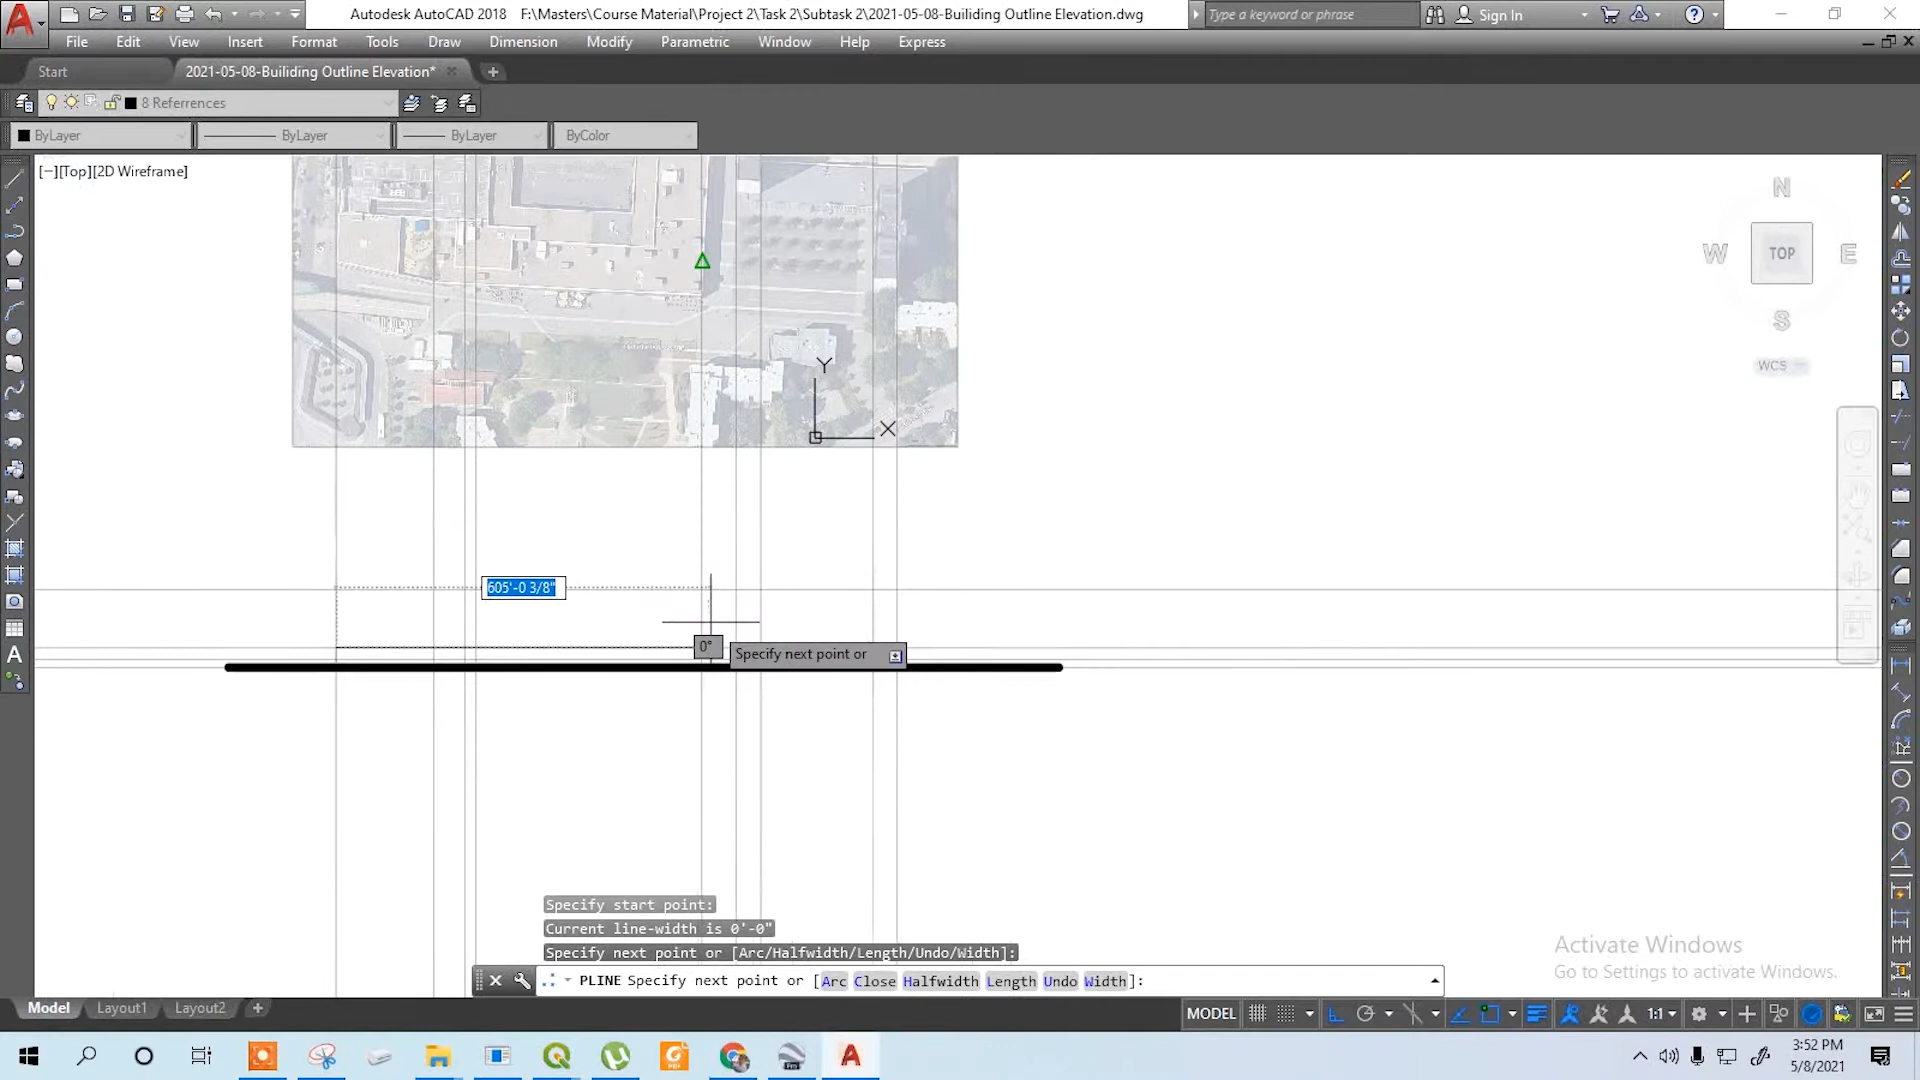 Autodesk AutoCAD 2018 F:\Masters\Course Material\Project 2\Task 2\Subtask 2\2021-05-08-Builiding Outline Elevation.dwg
Type a keyword or phrase
Sign In
File Edit View Insert Format Tools Draw Dimension Modify Parametric Window Help Express
Start
2021-05-08-Builiding Outline Elevation*
8 Referrences
ByLayer
ByLayer
ByLayer
ByColor
[−][Top][2D Wireframe]
N
W
TOP
E
S
WCS
Y
X
605'-0 3/8"
0°
Specify next point or
Specify start point:
Current line-width is 0'-0"
Specify next point or [Arc/Halfwidth/Length/Undo/Width]:
PLINE Specify next point or [Arc Close Halfwidth Length Undo Width]:
Activate Windows
Go to Settings to activate Windows.
Model Layout1 Layout2
MODEL
1:1
3:52 PM
5/8/2021